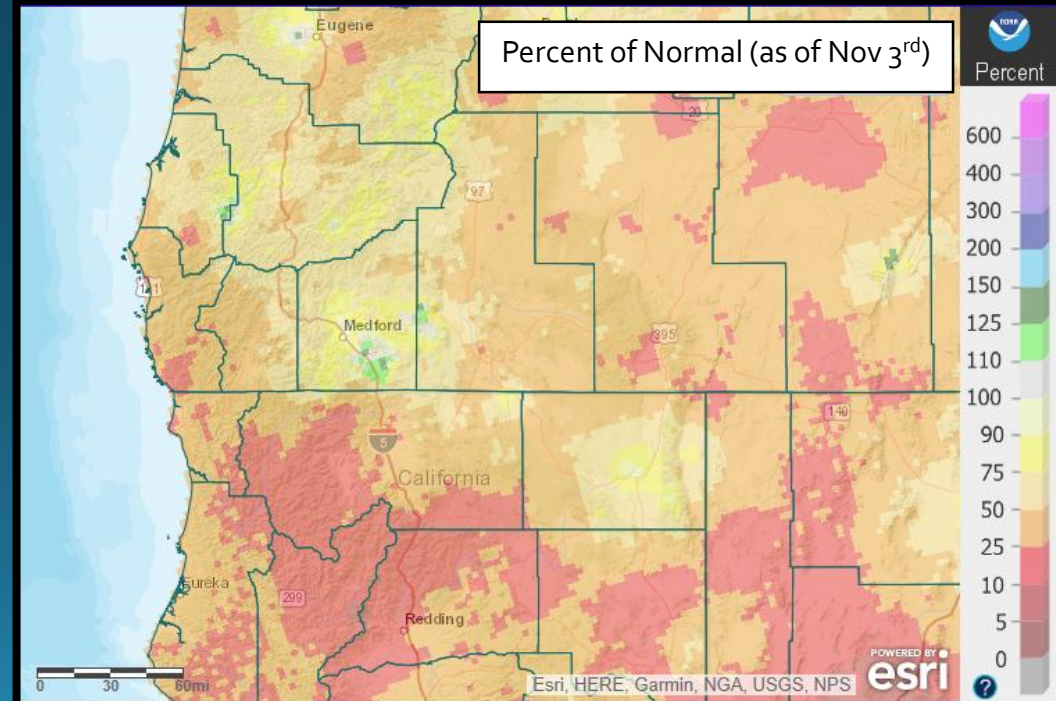 Percent of Normal (as of Nov 3rd)
NOAA
Percent
600
400
300
200
150
125
110
100
90
75
50
25
10
5
0
Eugene
20
97
Medford
395
140
5
California
Eureka
299
Redding
0 30 60mi
Esri, HERE, Garmin, NGA, USGS, NPS
POWERED BY
esri
?